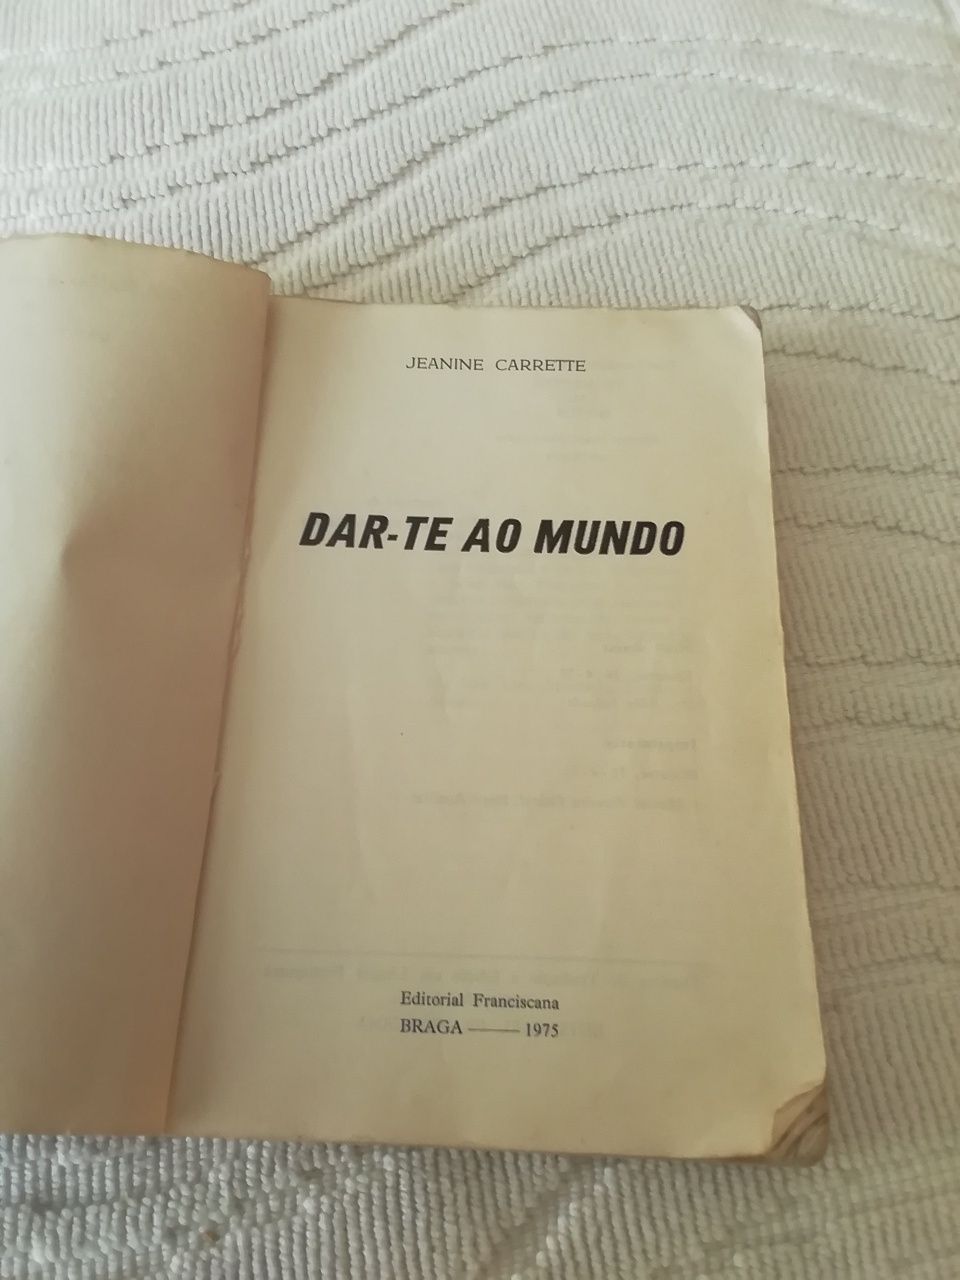 JEANINE CARRETTE
DAR-TE AO MUNDO
Editorial Franciscana
BRAGA —— 1975